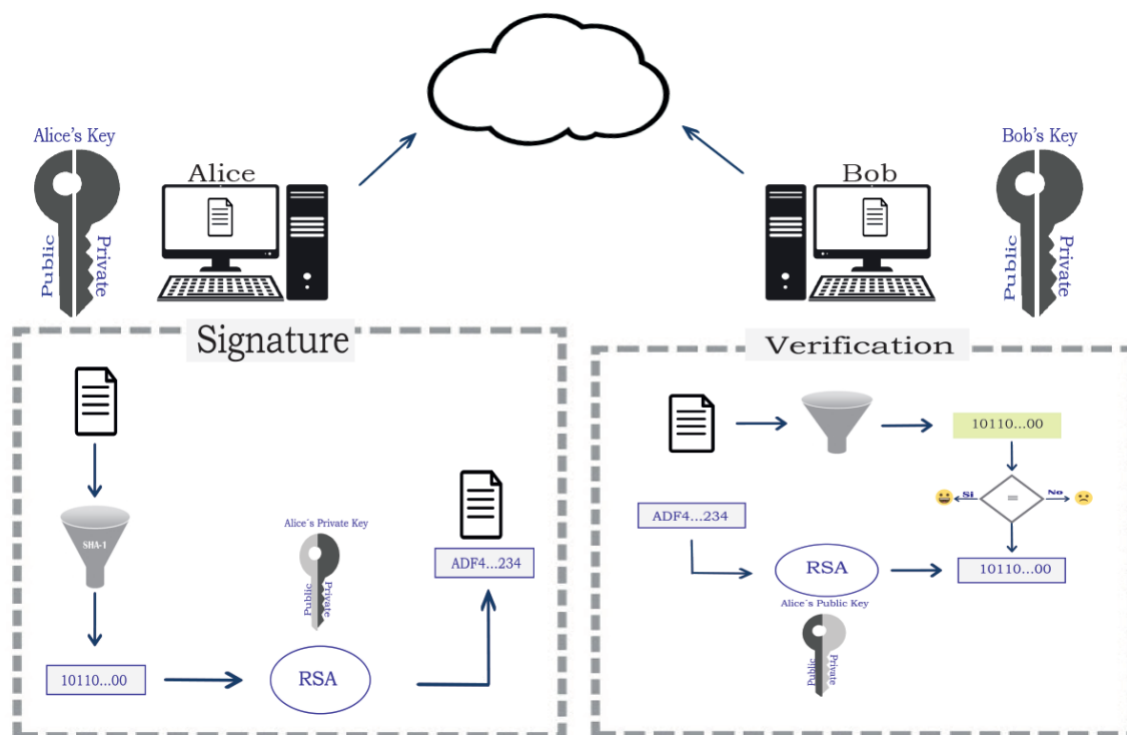 Alice's Key
Bob's Key
Alice
Bob
Public
Private
Public
Private
Signature
SHA-1
10110...00
Alice´s Private Key
Public
Private
RSA
ADF4...234
Verification
10110...00
Si
=
No
ADF4...234
RSA
10110...00
Alice´s Public Key
Public
Private